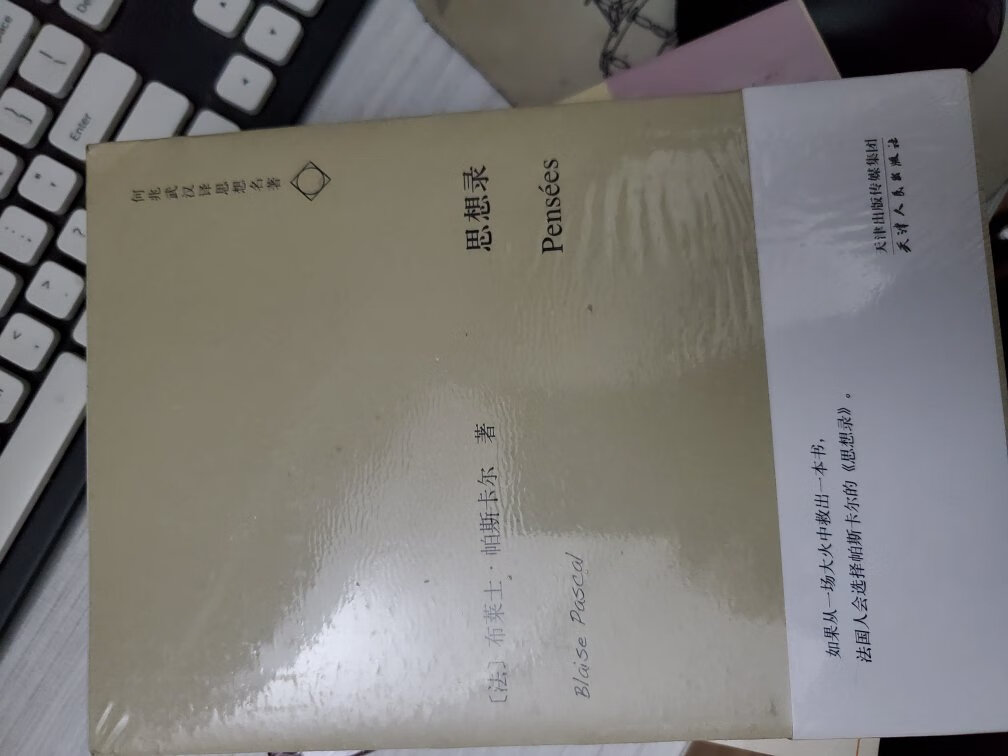 何兆武汉译思想名著
思想录
Pensées
[法] 布莱士·帕斯卡尔 著
Blaise Pascal
如果从一场大火中救出一本书，
法国人会选择帕斯卡尔的《思想录》。
天津出版传媒集团
天津人民出版社
Enter